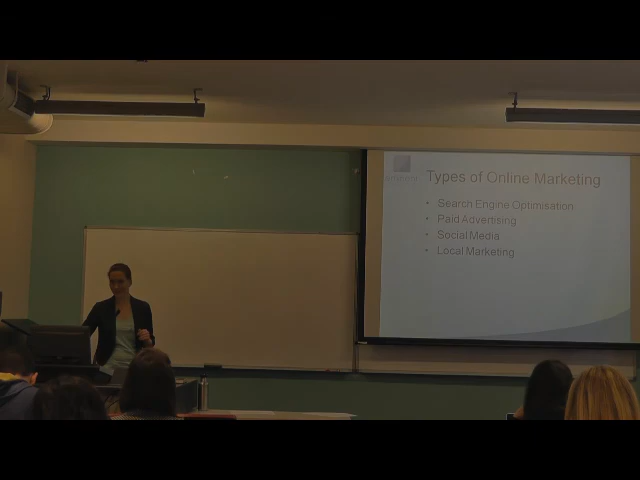 Types of Online Marketing
Search Engine Optimisation
Paid Advertising
Social Media
Local Marketing